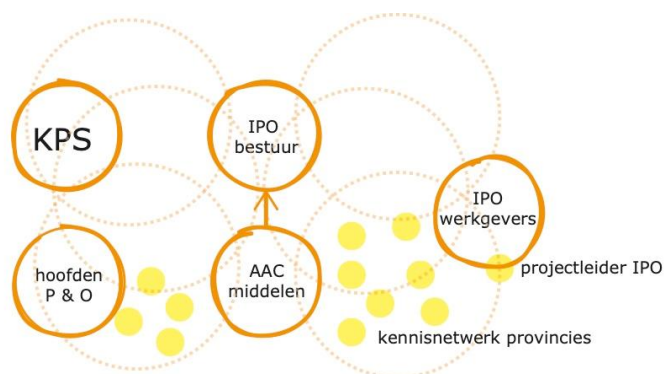 KPS
IPO
bestuur
IPO
werkgevers
hoofden
P & O
AAC
middelen
projectleider IPO
kennisnetwerk provincies